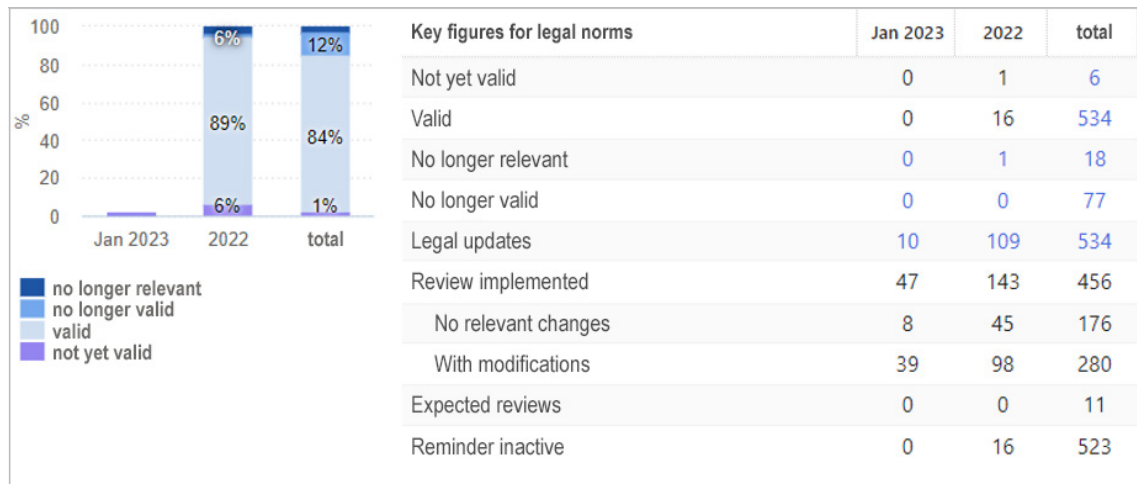 100
80
60
40
20
0
%
6%
89%
6%
12%
84%
1%
Jan 2023 2022 total
no longer relevant
no longer valid
valid
not yet valid
Key figures for legal norms Jan 2023 2022 total
Not yet valid 0 1 6
Valid 0 16 534
No longer relevant 0 1 18
No longer valid 0 0 77
Legal updates 10 109 534
Review implemented 47 143 456
No relevant changes 8 45 176
With modifications 39 98 280
Expected reviews 0 0 11
Reminder inactive 0 16 523